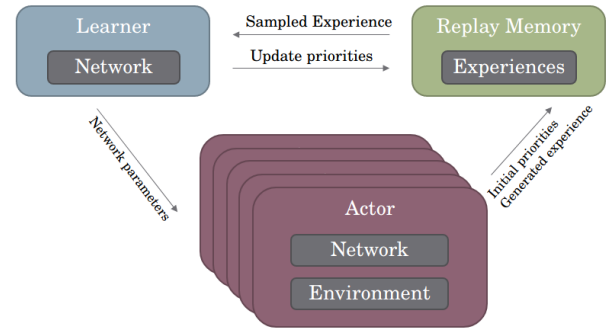 Learner
Network
Sampled Experience
Update priorities
Replay Memory
Experiences
Network parameters
Initial priorities
Generated experience
Actor
Network
Environment